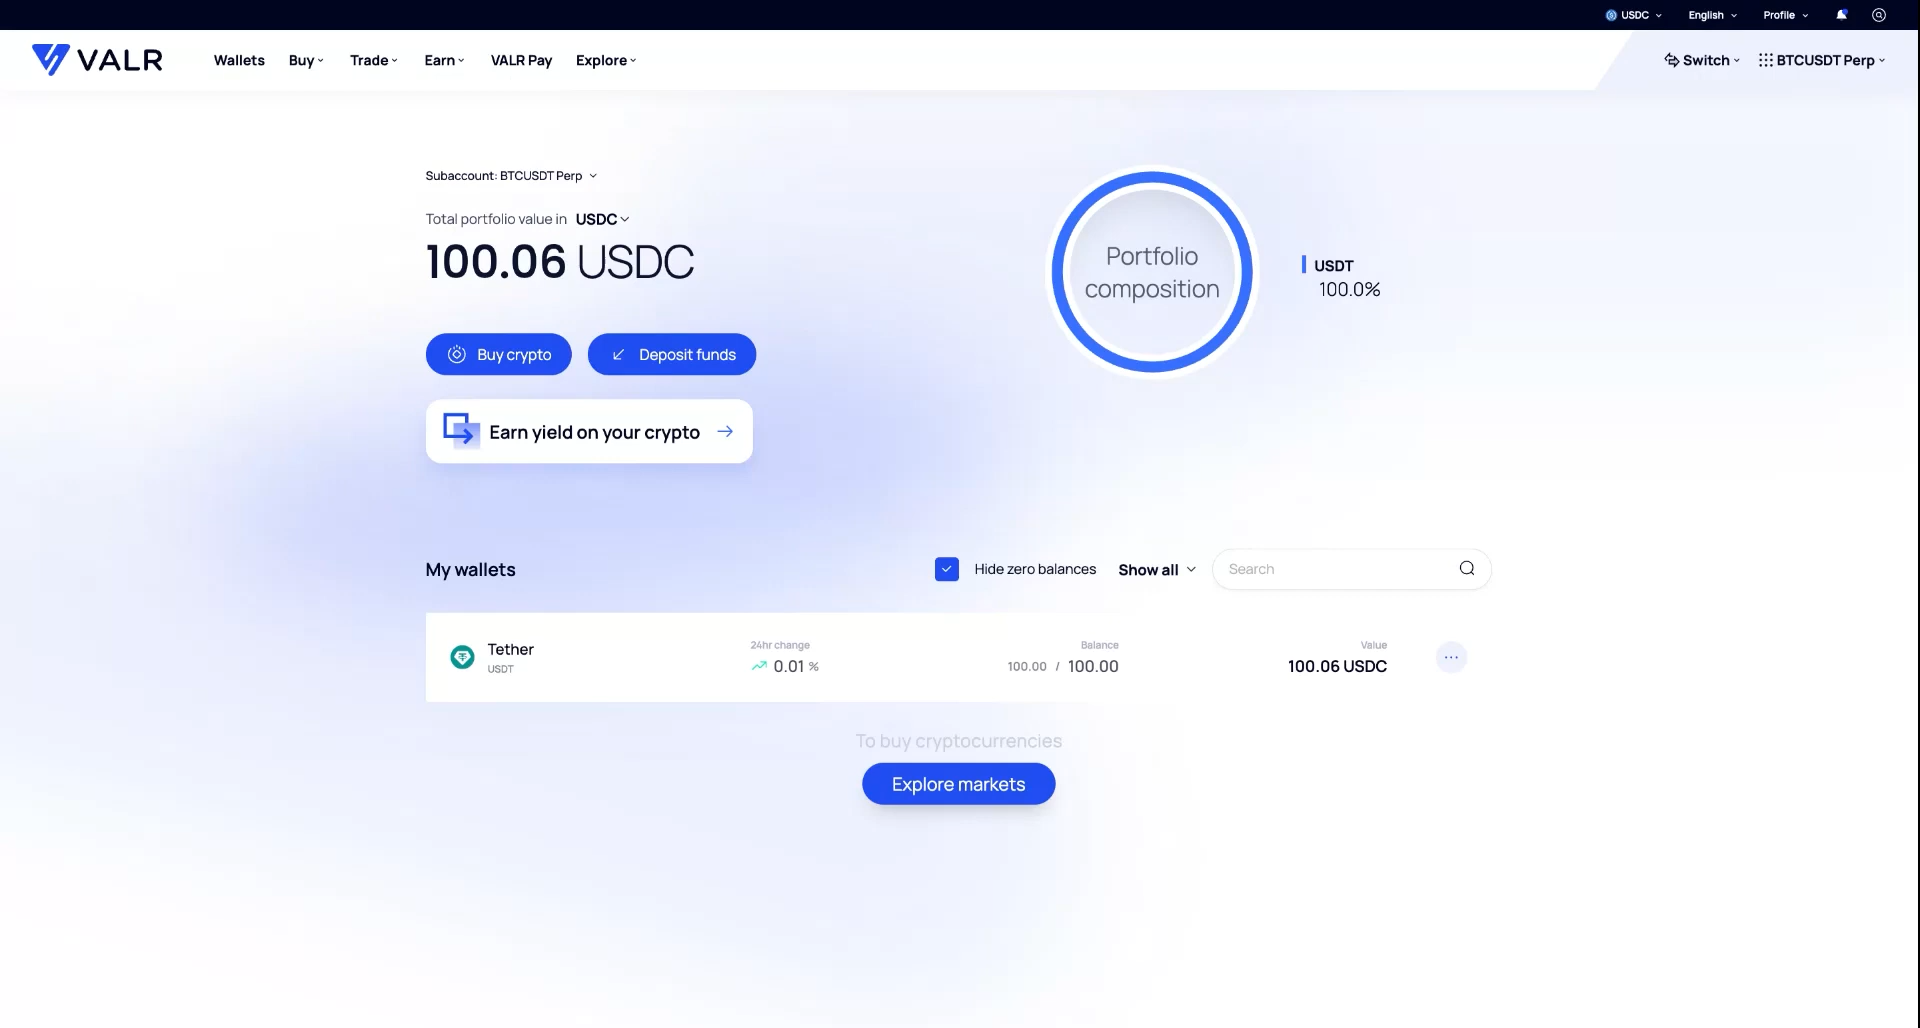 USDC
English
Profile
VALR
Wallets
Buy
Trade
Earn
VALR Pay
Explore
Switch
BTCUSDT Perp
Subaccount: BTCUSDT Perp
Total portfolio value in USDC
100.06 USDC
Buy crypto
Deposit funds
Earn yield on your crypto
Portfolio
composition
USDT
100.0%
My wallets
Hide zero balances
Show all
Search
Tether
USDT
24hr change
0.01 %
Balance
100.00 / 100.00
Value
100.06 USDC
To buy cryptocurrencies
Explore markets